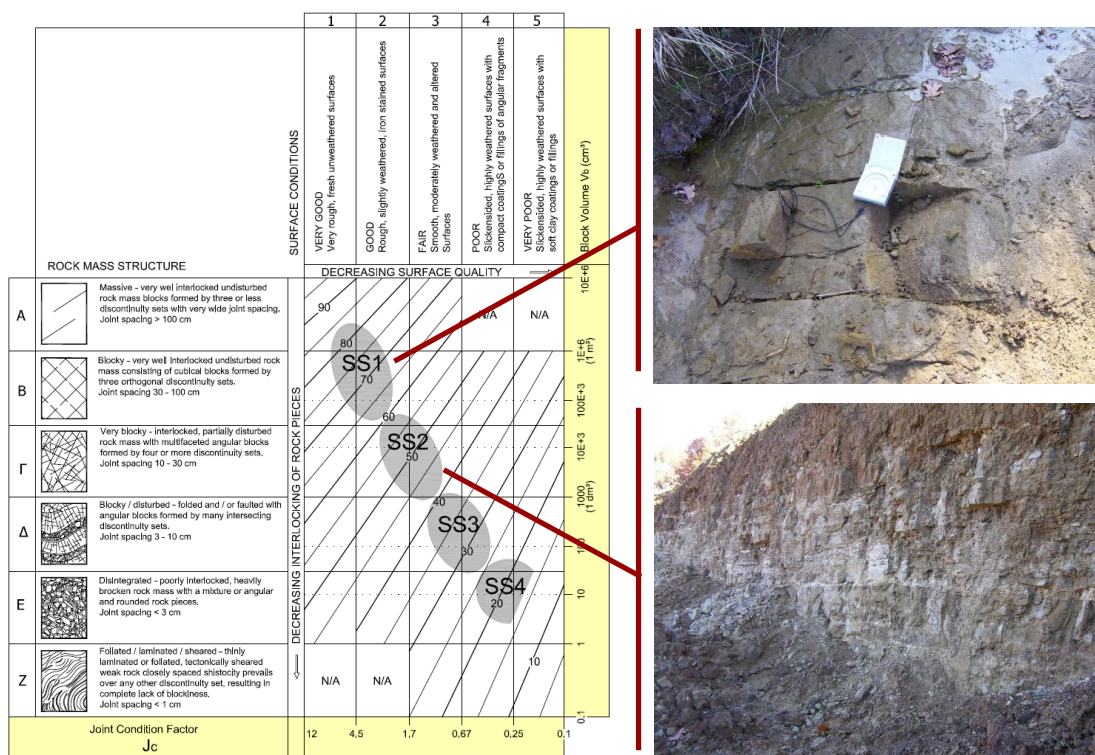 1 2 3 4 5
SURFACE CONDITIONS
VERY GOOD
Very rough, fresh unweathered surfaces
GOOD
Rough, slightly weathered, iron stained surfaces
FAIR
Smooth, moderately weathered and altered
Surfaces
POOR
Slickensided, highly weathered surfaces with
compact coatingS or fillings of angular fragments
VERY POOR
Slickensided, highly weathered surfaces with
soft clay coatings or fillings
Block Volume Vb (cm³)
ROCK MASS STRUCTURE
DECREASING SURFACE QUALITY
A
Massive - very wel interlocked undisturbed
rock mass blocks formed by three or less
discontinuity sets with very wide joint spacing.
Joint spacing > 100 cm
B
Blocky - very well interlocked undisturbed rock
mass consisting of cubical blocks formed by
three orthogonal discontinuity sets.
Joint spacing 30 - 100 cm
Γ
Very blocky - interlocked, partially disturbed
rock mass with multifaceted angular blocks
formed by four or more discontinuity sets.
Joint spacing 10 - 30 cm
Δ
Blocky / disturbed - folded and / or faulted with
angular blocks formed by many intersecting
discontinuity sets.
Joint spacing 3 - 10 cm
E
Disintegrated - poorly interlocked, heavily
broken rock mass with a mixture or angular
and rounded rock pieces.
Joint spacing < 3 cm
Z
Foliated / laminated / sheared - thinly
laminated or foliated, tectonically sheared
weak rock closely spaced shistocity prevails
over any other discontinuity set, resulting in
complete lack of blockiness.
Joint spacing < 1 cm
DECREASING INTERLOCKING OF ROCK PIECES
90
N/A N/A
80
SS1
70
60
SS2
50
40
SS3
30
SS4
20
10
N/A N/A
10E+6
1E+6
(1 m³)
100E+3
10E+3
1000
(1 dm³)
10
1
0.1
Joint Condition Factor
Jc
12 4.5 1.7 0.67 0.25 0.1